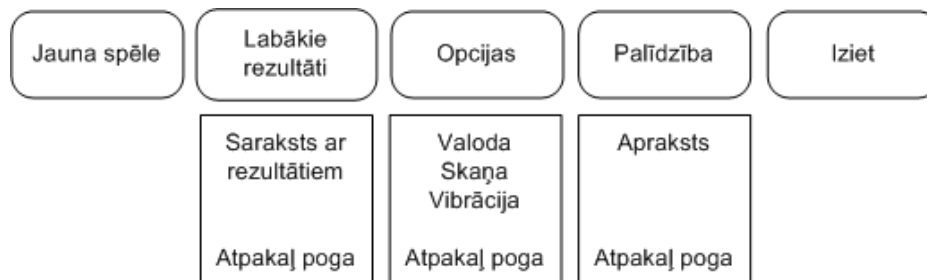 Jauna spēle
Labākie
rezultāti
Opcijas
Palīdzība
Iziet
Saraksts ar
rezultātiem
Atpakaļ poga
Valoda
Skaņa
Vibrācija
Atpakaļ poga
Apraksts
Atpakaļ poga